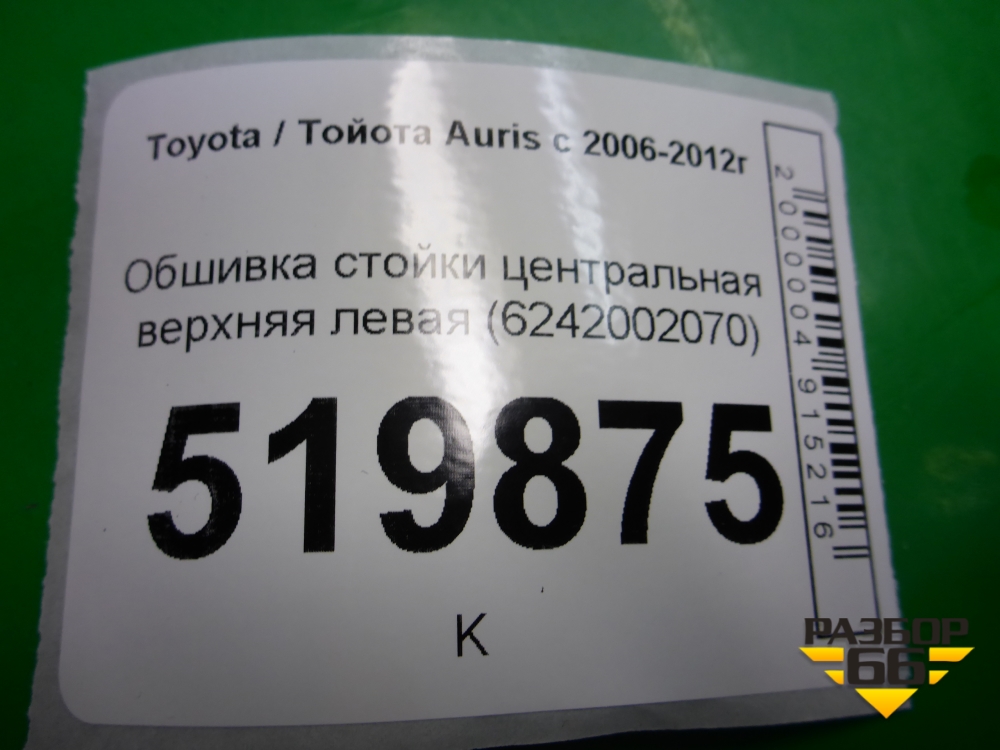 Toyota / Тойота Auris с 2006-2012г
Обшивка стойки центральная
верхняя левая (6242002070)
519875
К
2000004915216
РАЗБОР
66